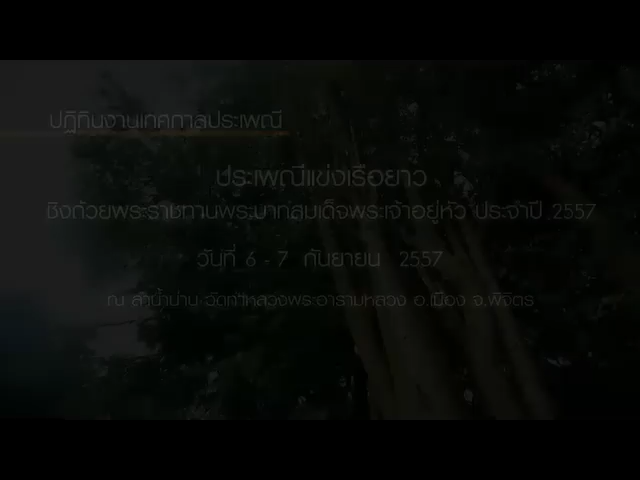 ปฏิทินงานเทศกาลประเพณี
ประเพณีแข่งเรือยาว
ชิงถ้วยพระราชทานพระบาทสมเด็จพระเจ้าอยู่หัว ประจำปี 2557
วันที่ 6 - 7 กันยายน 2557
ณ ลำน้ำน่าน วัดท่าหลวงพระอารามหลวง อ.เมือง จ.พิจิตร